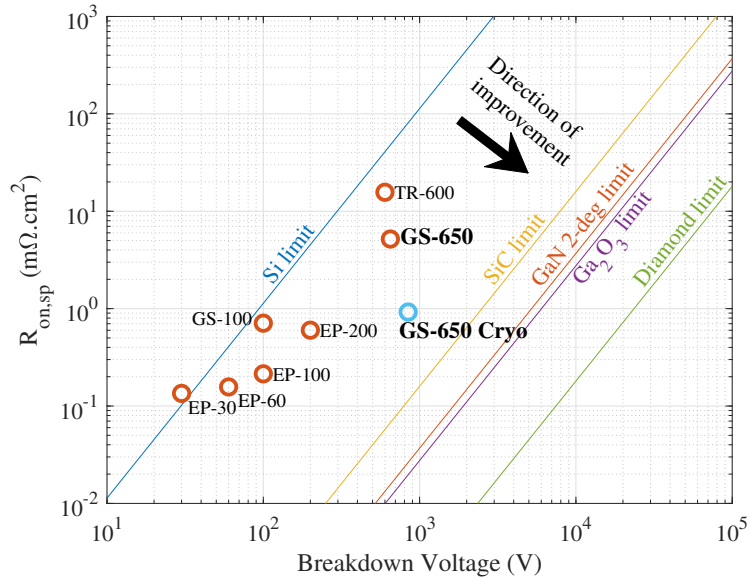 10^3
10^2
10^1
10^0
10^-1
10^-2
R_on,sp (mΩ.cm^2)
Direction of
improvement
TR-600
GS-650
Si limit
SiC limit
GaN 2-deg limit
Ga_2O_3 limit
Diamond limit
GS-100
EP-200
GS-650 Cryo
EP-100
EP-30
EP-60
10^1
10^2
10^3
10^4
10^5
Breakdown Voltage (V)